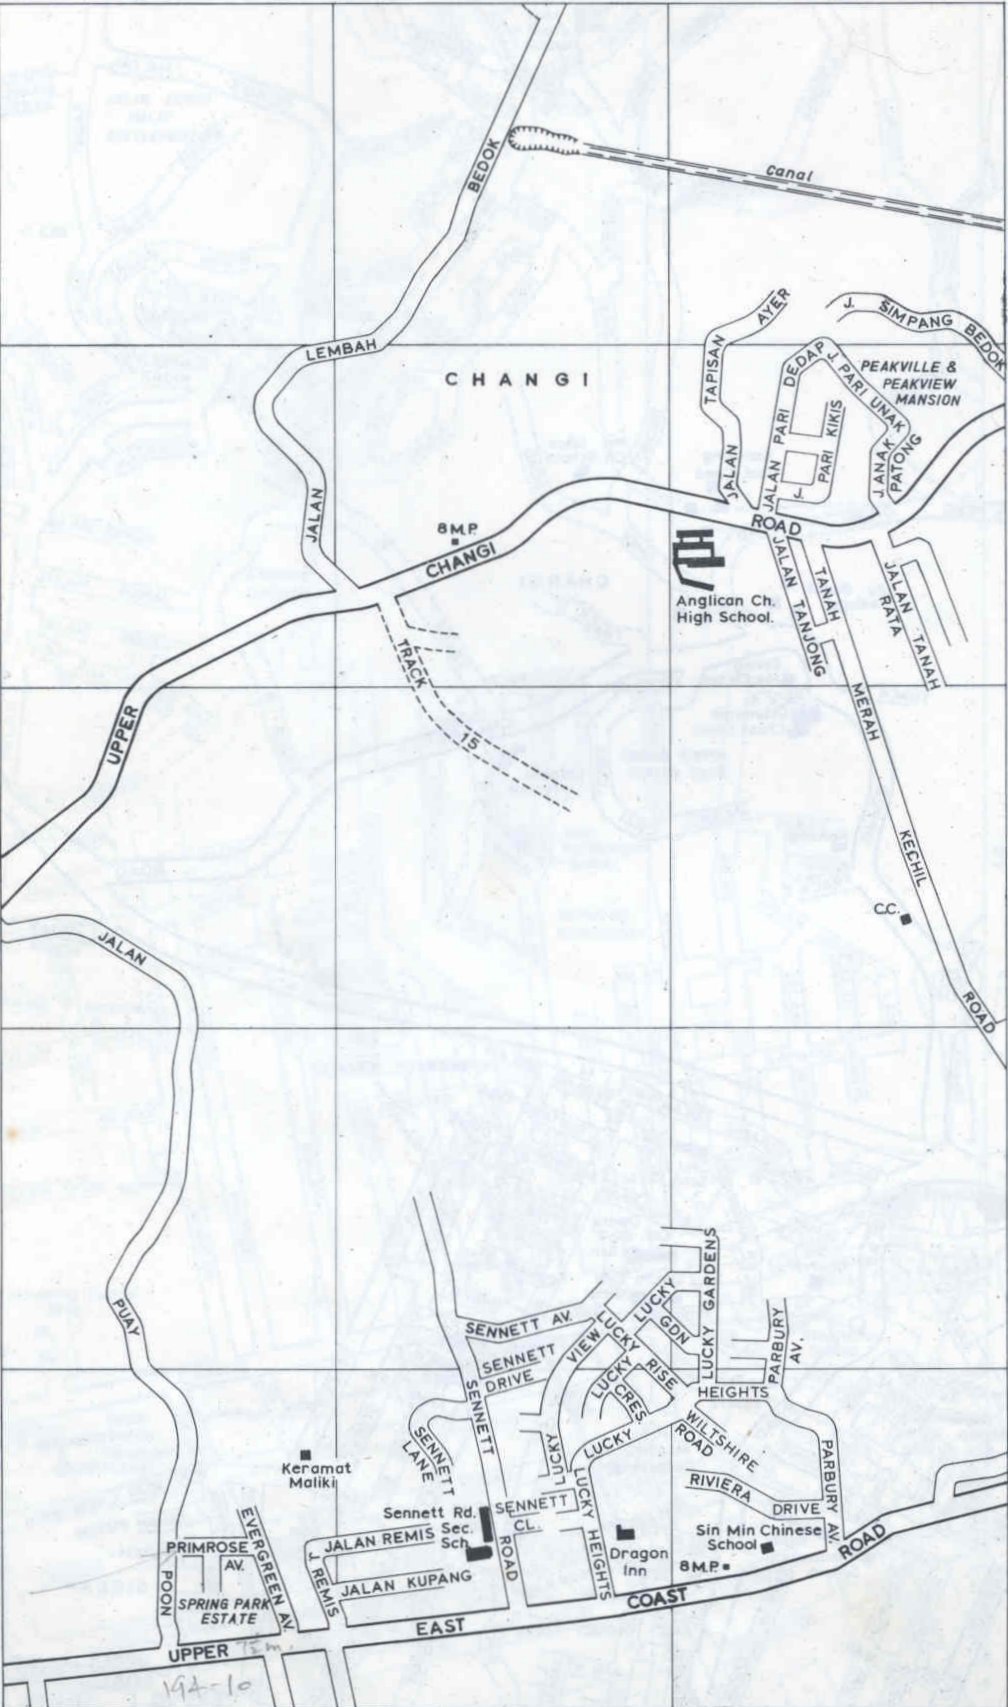 BEDOK
Canal
TAPISAN AYER
J. SIMPANG BEDOK
LEMBAH
CHANGI
JALAN PARI DEDAP
J. PARI UNAK
PEAKVILLE &
PEAKVIEW
MANSION
J. PARI KIKIS
J. ANAK
PATONG
JALAN
JALAN
8 M.P.
CHANGI
ROAD
Anglican Ch.
High School.
JALAN TANJONG
TANAH
JALAN TANAH
RATA
TRACK
15
MERAH
UPPER
KECHIL
C.C.
JALAN
ROAD
PUAY
SENNETT AV.
SENNETT
DRIVE
VIEW
LUCKY
LUCKY
GDN
LUCKY GARDENS
PARBURY
AV.
LUCKY
CRES.
RISE
HEIGHTS
SENNETT
SENNETT
LANE
LUCKY
LUCKY
WILTSHIRE
ROAD
RIVIERA
DRIVE
PARBURY AV.
Keramat
Maliki
Sennett Rd.
Sec.
Sch.
SENNETT
CL.
LUCKY HEIGHTS
Dragon
Inn
Sin Min Chinese
School
8 M.P.
ROAD
PRIMROSE
AV.
EVERGREEN AV.
J. REMIS
JALAN REMIS
JALAN KUPANG
ROAD
SPRING PARK
ESTATE
POON
UPPER
EAST
COAST
ROAD
194-10